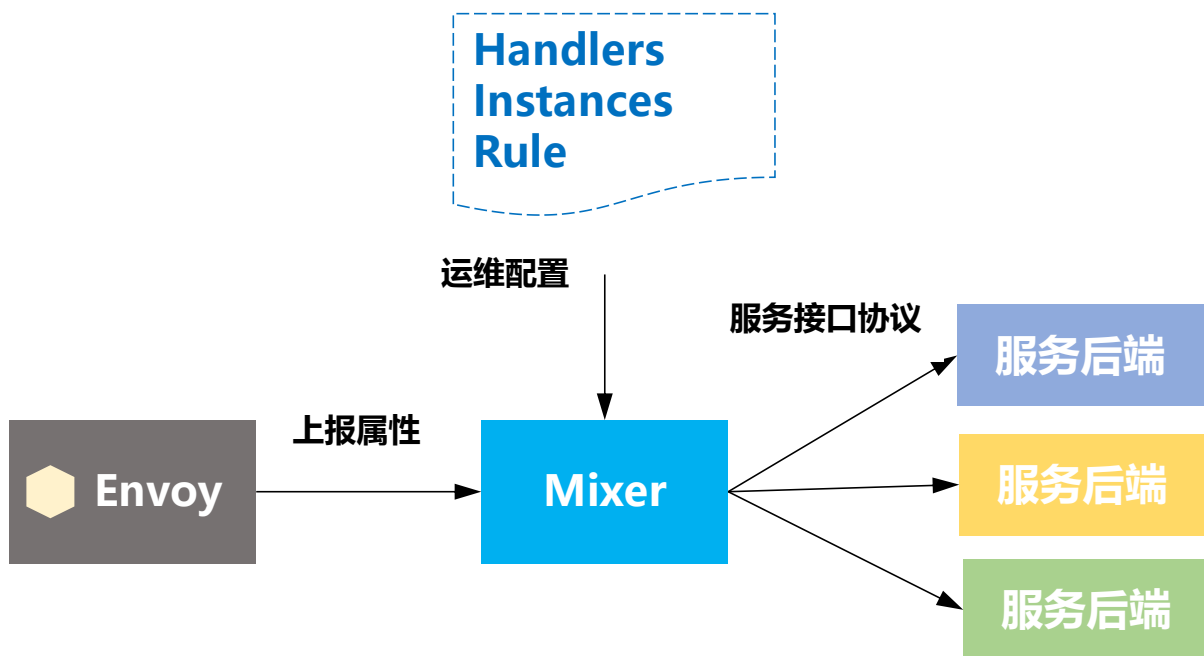 Handlers
Instances
Rule
运维配置
服务接口协议
服务后端
上报属性
Envoy
Mixer
服务后端
服务后端